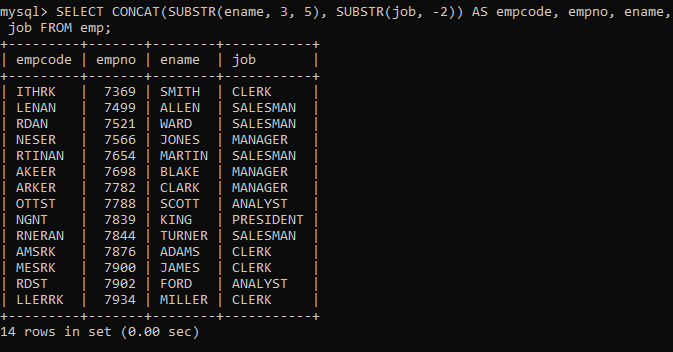 mysql> SELECT CONCAT(SUBSTR(ename, 3, 5), SUBSTR(job, -2)) AS empcode, empno, ename,
 job FROM emp;
+---------+-------+--------+-----------+
| empcode | empno | ename  | job       |
+---------+-------+--------+-----------+
| ITHRK   |  7369 | SMITH  | CLERK     |
| LENAN   |  7499 | ALLEN  | SALESMAN  |
| RDAN    |  7521 | WARD   | SALESMAN  |
| NESER   |  7566 | JONES  | MANAGER   |
| RTINAN  |  7654 | MARTIN | SALESMAN  |
| AKEER   |  7698 | BLAKE  | MANAGER   |
| ARKER   |  7782 | CLARK  | MANAGER   |
| OTTST   |  7788 | SCOTT  | ANALYST   |
| NGNT    |  7839 | KING   | PRESIDENT |
| RNERAN  |  7844 | TURNER | SALESMAN  |
| AMSRK   |  7876 | ADAMS  | CLERK     |
| MESRK   |  7900 | JAMES  | CLERK     |
| RDST    |  7902 | FORD   | ANALYST   |
| LLERRK  |  7934 | MILLER | CLERK     |
+---------+-------+--------+-----------+
14 rows in set (0.00 sec)